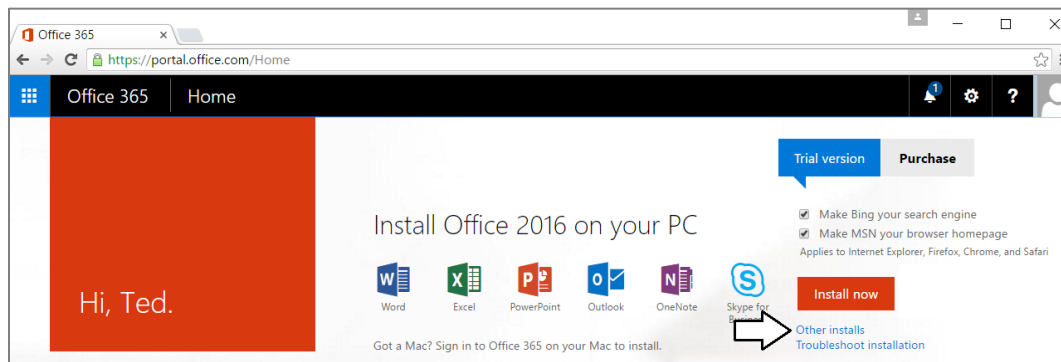 Office 365
https://portal.office.com/Home
Office 365 Home
1
?
Trial version Purchase
Install Office 2016 on your PC
Make Bing your search engine
Make MSN your browser homepage
Applies to Internet Explorer, Firefox, Chrome, and Safari
Hi, Ted.
Word Excel PowerPoint Outlook OneNote Skype for
Install now
Other installs
Got a Mac? Sign in to Office 365 on your Mac to install.
Troubleshoot installation